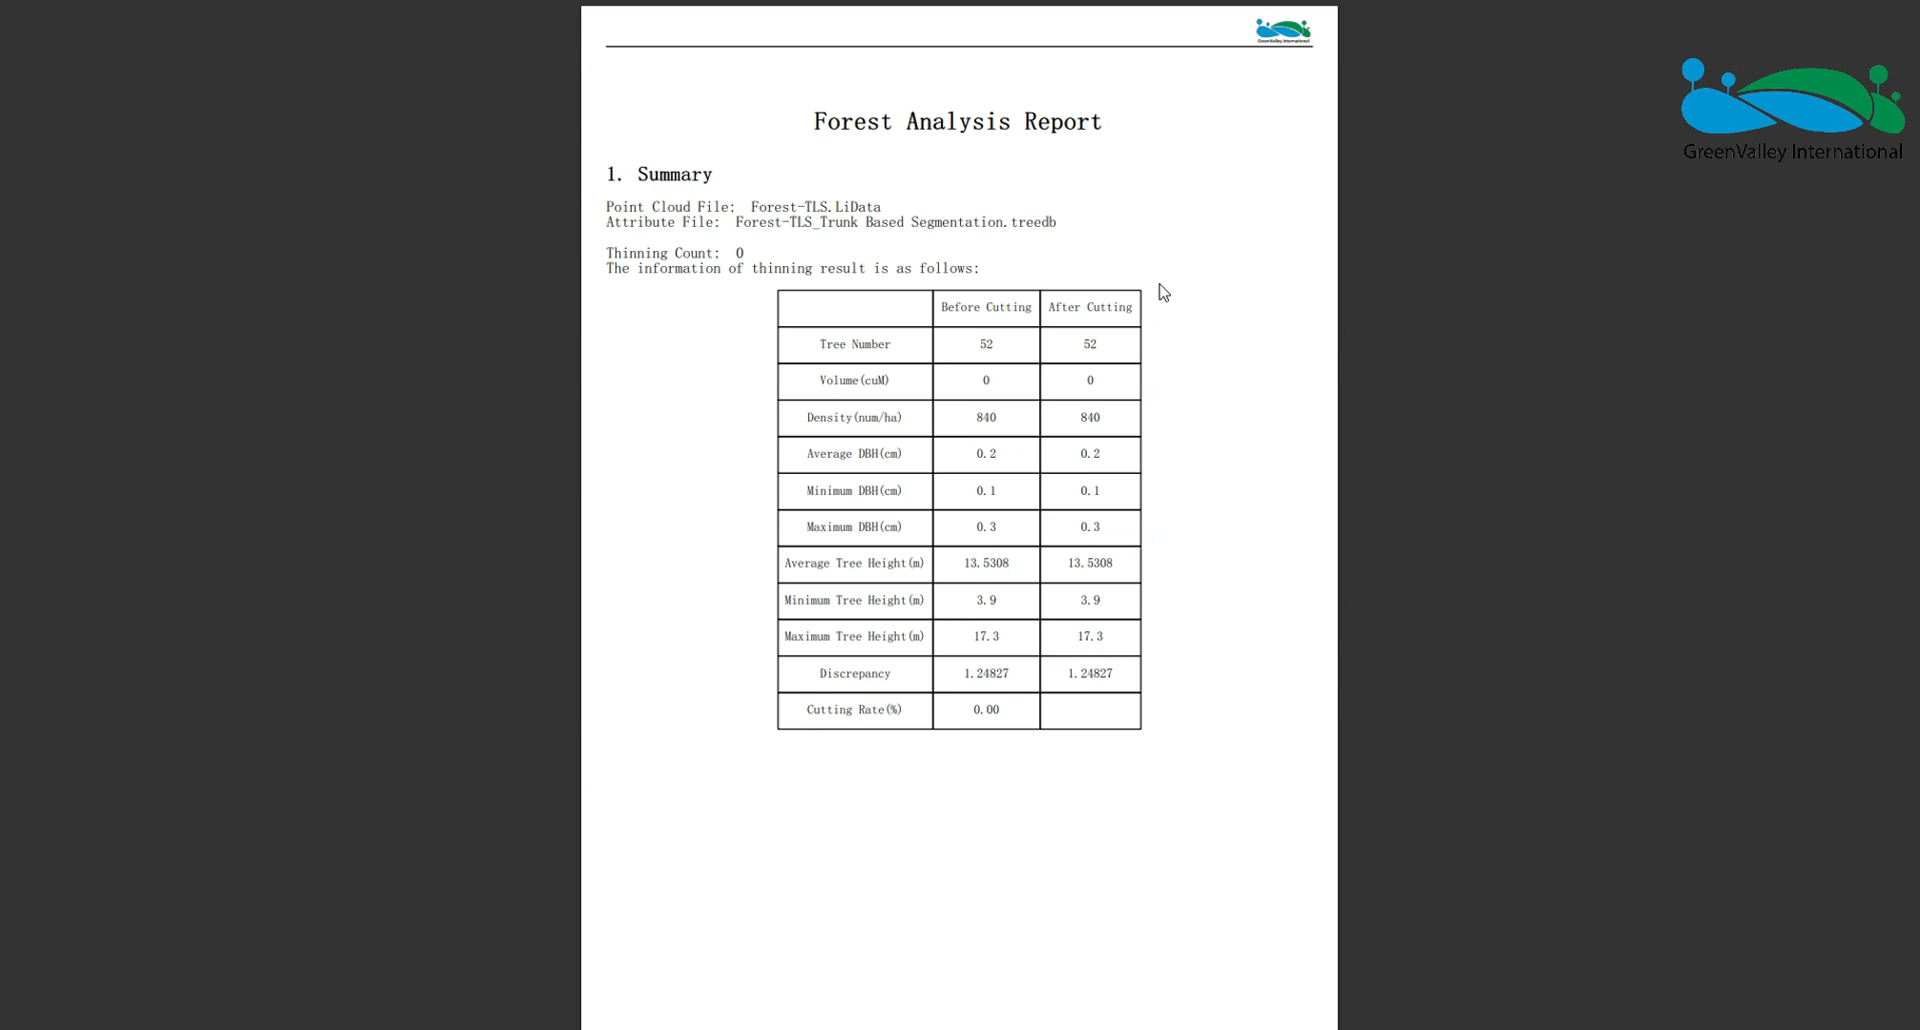 GreenValley International
GreenValley International
Forest Analysis Report
1. Summary
Point Cloud File: Forest-TLS.LiData
Attribute File: Forest-TLS_Trunk Based Segmentation.treedb
Thinning Count: 0
The information of thinning result is as follows:
Before Cutting After Cutting
Tree Number 52 52
Volume(cuM) 0 0
Density(num/ha) 840 840
Average DBH(cm) 0.2 0.2
Minimum DBH(cm) 0.1 0.1
Maximum DBH(cm) 0.3 0.3
Average Tree Height(m) 13.5308 13.5308
Minimum Tree Height(m) 3.9 3.9
Maximum Tree Height(m) 17.3 17.3
Discrepancy 1.24827 1.24827
Cutting Rate(%) 0.00